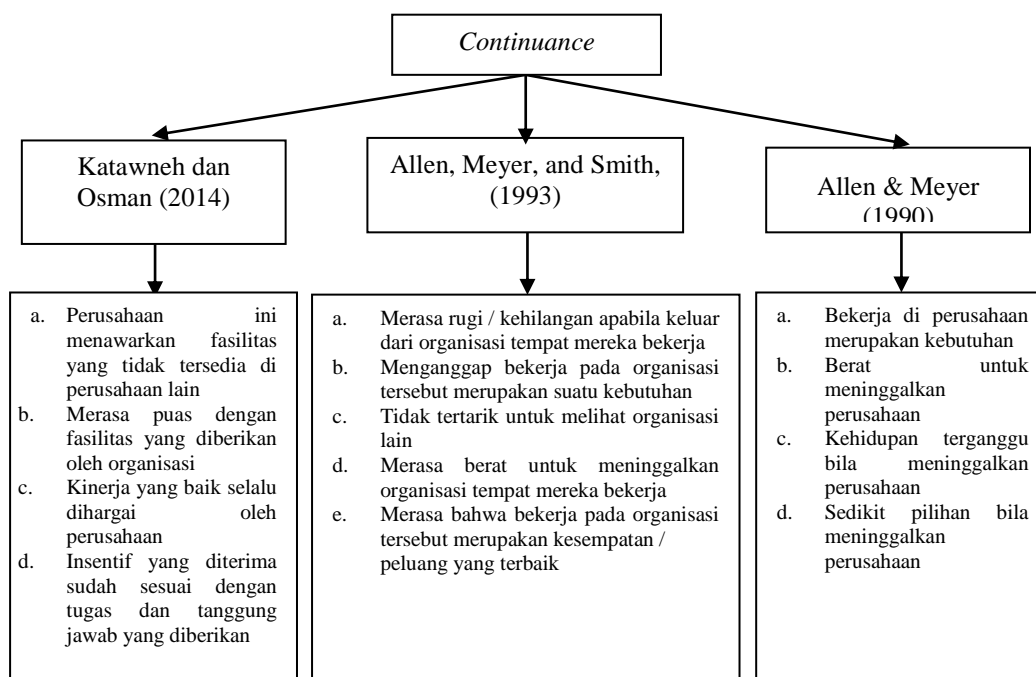 Continuance
Katawneh dan
Osman (2014)
Allen, Meyer, and Smith,
(1993)
Allen & Meyer
(1990)
a. Perusahaan ini
menawarkan fasilitas
yang tidak tersedia di
perusahaan lain
b. Merasa puas dengan
fasilitas yang diberikan
oleh organisasi
c. Kinerja yang baik selalu
dihargai oleh
perusahaan
d. Insentif yang diterima
sudah sesuai dengan
tugas dan tanggung
jawab yang diberikan
a. Merasa rugi / kehilangan apabila keluar
dari organisasi tempat mereka bekerja
b. Menganggap bekerja pada organisasi
tersebut merupakan suatu kebutuhan
c. Tidak tertarik untuk melihat organisasi
lain
d. Merasa berat untuk meninggalkan
organisasi tempat mereka bekerja
e. Merasa bahwa bekerja pada organisasi
tersebut merupakan kesempatan /
peluang yang terbaik
a. Bekerja di perusahaan
merupakan kebutuhan
b. Berat untuk
meninggalkan
perusahaan
c. Kehidupan terganggu
bila meninggalkan
perusahaan
d. Sedikit pilihan bila
meninggalkan
perusahaan